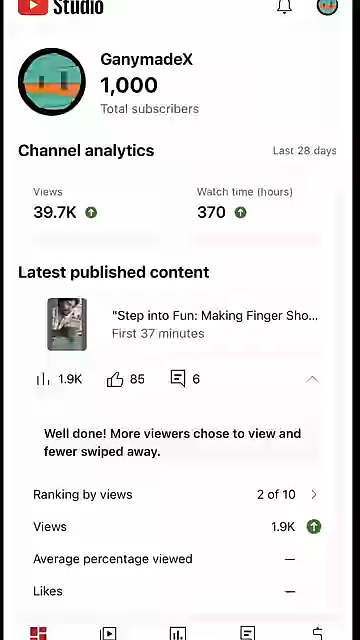 Studio
GanymadeX
1,000
Total subscribers
Channel analytics
Last 28 days
Views
Watch time (hours)
39.7K
370
Latest published content
"Step into Fun: Making Finger Sho...
First 37 minutes
1.9K
85
6
Well done! More viewers chose to view and
fewer swiped away.
Ranking by views
2 of 10
Views
1.9K
Average percentage viewed
—
Likes
—